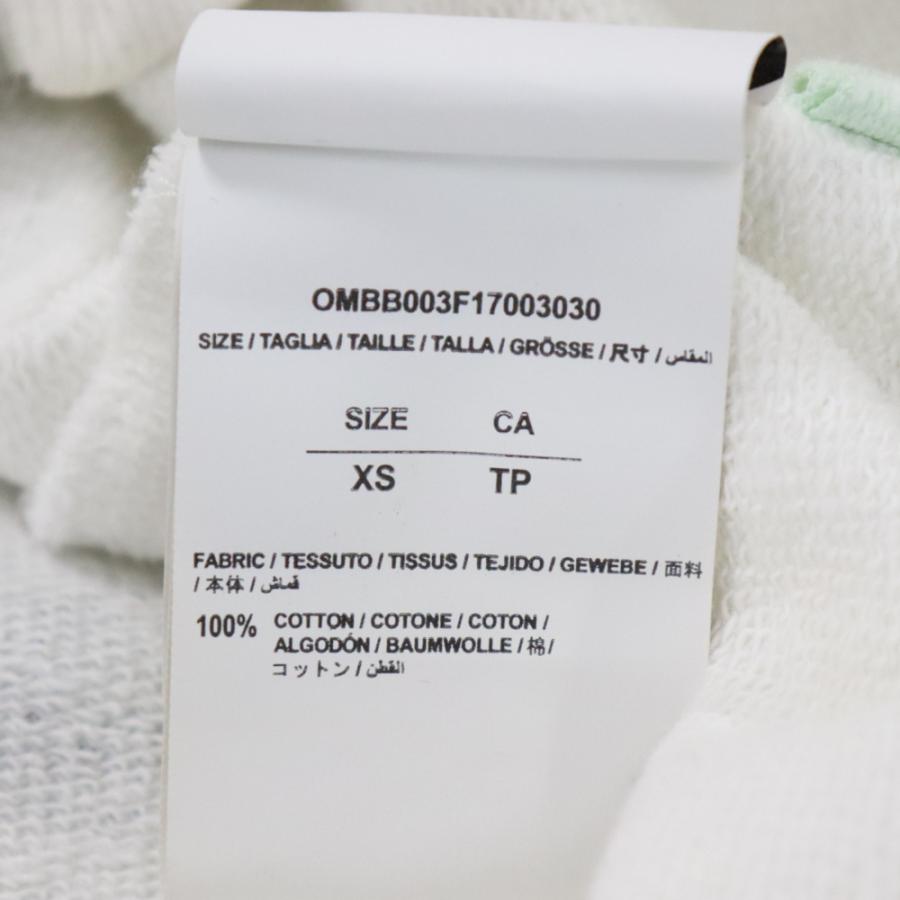 OMBB003F17003030
SIZE / TAGLIA / TAILLE / TALLA / GRÖSSE / 尺寸 / المقاس
SIZE CA
XS TP
FABRIC / TESSUTO / TISSUS / TEJIDO / GEWEBE / 面料
/ 本体 / قماش
100% COTTON / COTONE / COTON /
ALGODÓN / BAUMWOLLE / 棉 /
コットン / القطن